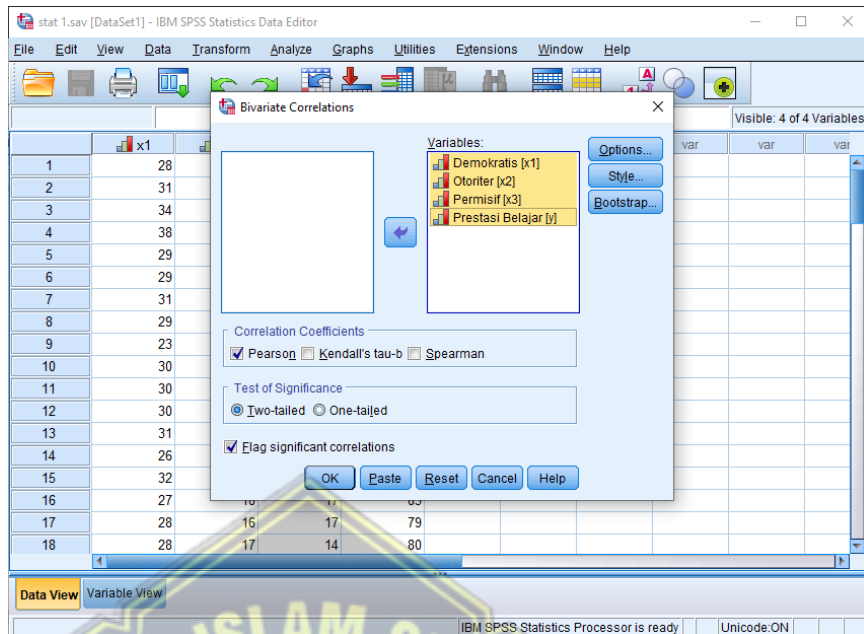 stat 1.sav [DataSet1] - IBM SPSS Statistics Data Editor
File Edit View Data Transform Analyze Graphs Utilities Extensions Window Help
Bivariate Correlations
Visible: 4 of 4 Variables
x1 var var var
Variables:
Demokratis [x1]
Otoriter [x2]
Permisif [x3]
Prestasi Belajar [y]
Options...
Style...
Bootstrap...
Correlation Coefficients
Pearson Kendall's tau-b Spearman
Test of Significance
Two-tailed One-tailed
Flag significant correlations
OK Paste Reset Cancel Help
1 28
2 31
3 34
4 38
5 29
6 29
7 31
8 29
9 23
10 30
11 30
12 30
13 31
14 26
15 32
16 27
17 28 16 17 79
18 28 17 14 80
Data View Variable View
ISLAM
IBM SPSS Statistics Processor is ready Unicode:ON